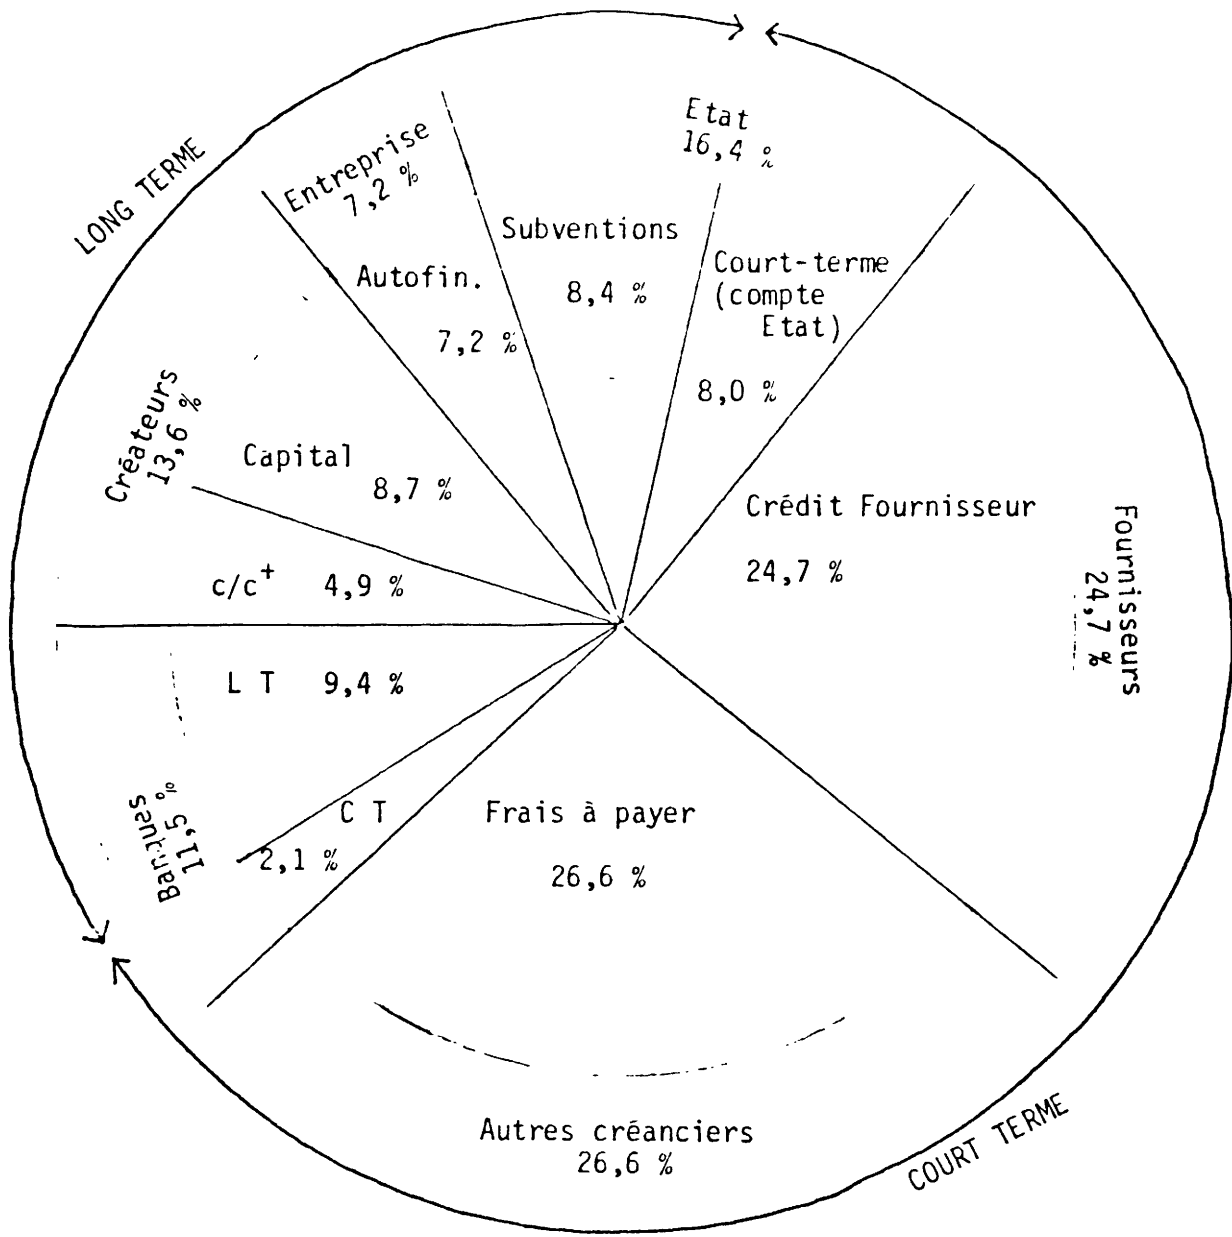 LONG TERME
Entreprise
7,2 %
Etat
16,4 %
Subventions
8,4 %
Court-terme
(compte
Etat)
8,0 %
Autofin.
7,2 %
Créateurs
13,6 %
Capital
8,7 %
c/c+ 4,9 %
Crédit Fournisseur
24,7 %
Fournisseurs
24,7 %
L T 9,4 %
Banques
11,5 %
C T
2,1 %
Frais à payer
26,6 %
Autres créanciers
26,6 %
COURT TERME